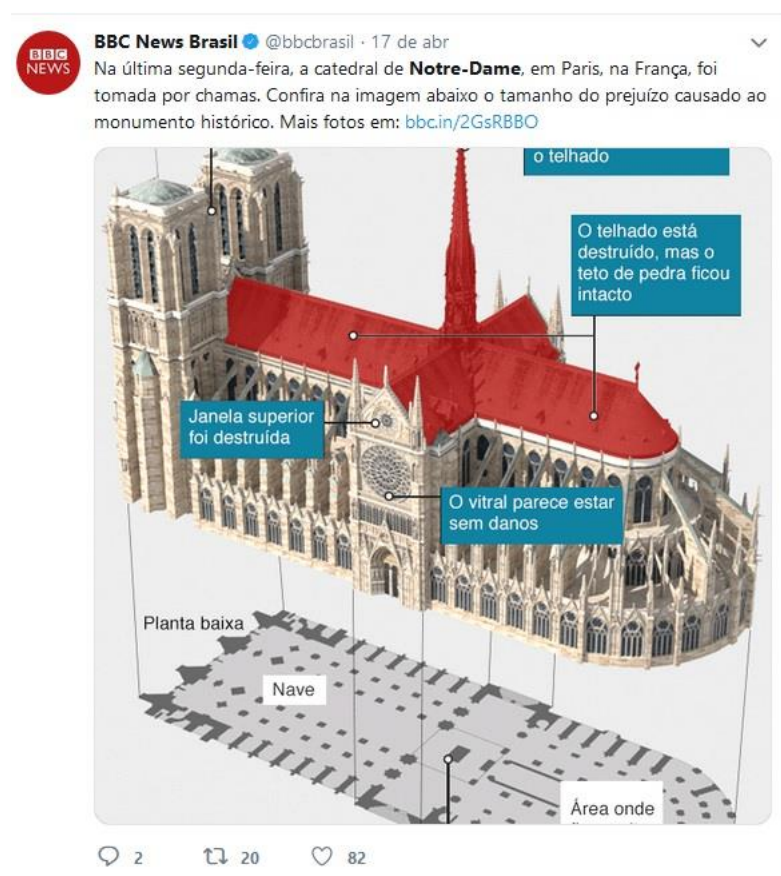 BBC
NEWS
BBC News Brasil @bbcbrasil · 17 de abr
Na última segunda-feira, a catedral de Notre-Dame, em Paris, na França, foi
tomada por chamas. Confira na imagem abaixo o tamanho do prejuízo causado ao
monumento histórico. Mais fotos em: bbc.in/2GsRBBO
o telhado
O telhado está
destruído, mas o
teto de pedra ficou
intacto
Janela superior
foi destruída
O vitral parece estar
sem danos
Planta baixa
Nave
Área onde
2
20
82